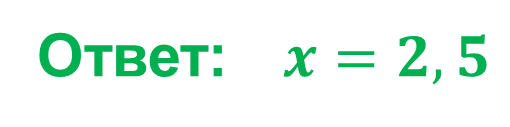 Ответ: x = 2,5